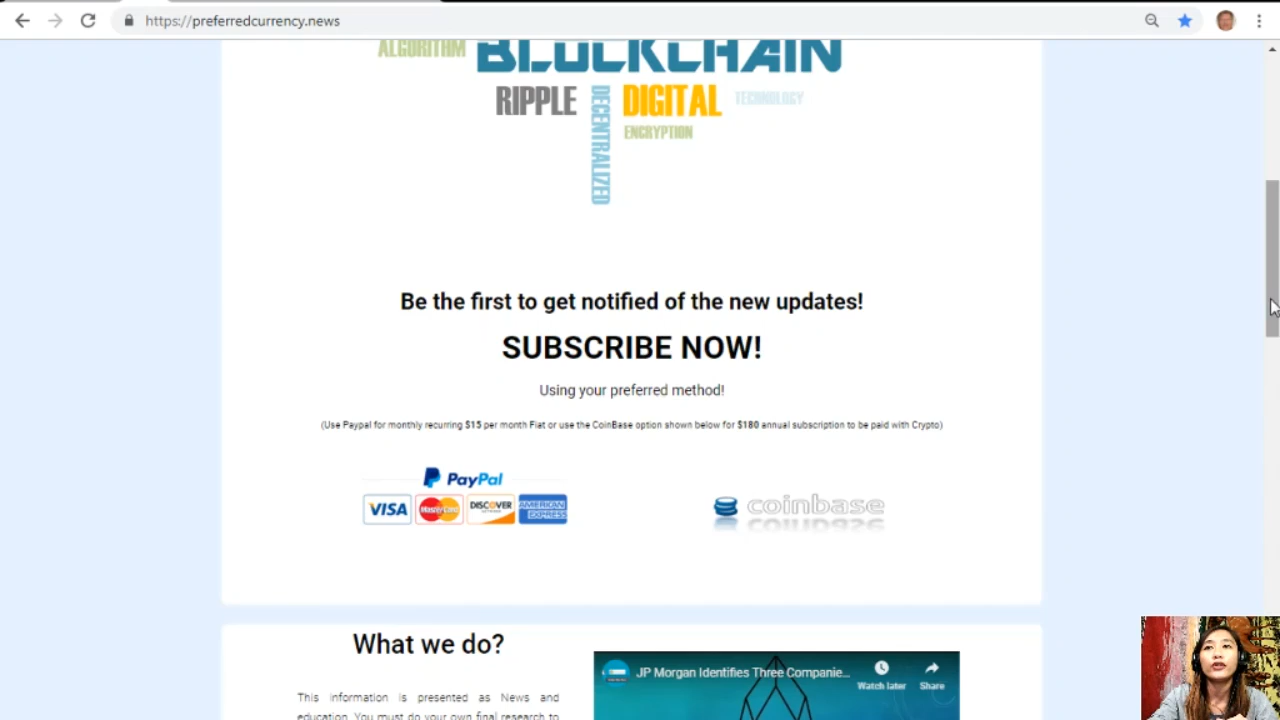 https://preferredcurrency.news
ALGORITHM
BLOCKCHAIN
RIPPLE
DECENTRALIZED
DIGITAL
TECHNOLOGY
ENCRYPTION
Be the first to get notified of the new updates!
SUBSCRIBE NOW!
Using your preferred method!
(Use Paypal for monthly recurring $15 per month Fiat or use the CoinBase option shown below for $180 annual subscription to be paid with Crypto)
PayPal
VISA
MasterCard
DISCOVER
NETWORK
AMERICAN
EXPRESS
coinbase
What we do?
This information is presented as News and
education. You must do your own final research to
JP Morgan Identifies Three Companie...
Watch later
Share